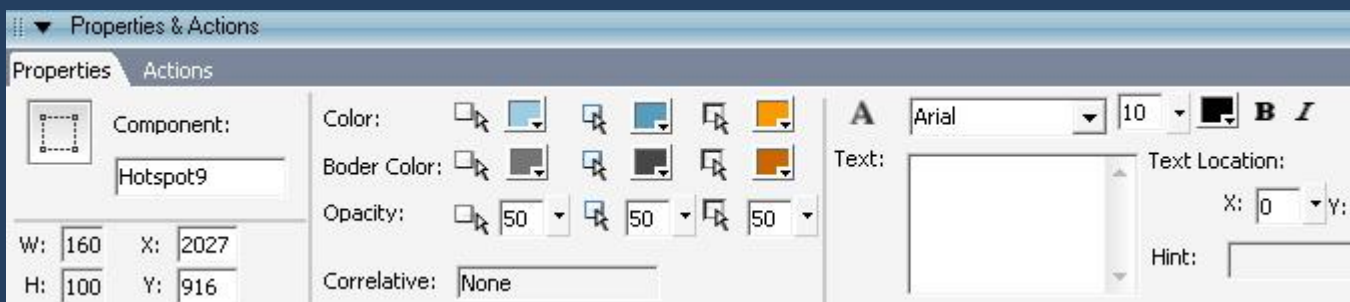 Properties & Actions
Properties Actions
Component:
Hotspot9
W: 160 X: 2027
H: 100 Y: 916
Color:
Boder Color:
Opacity: 50 50 50
Correlative: None
A Arial 10 B I
Text:
Text Location:
X: 0 Y:
Hint: